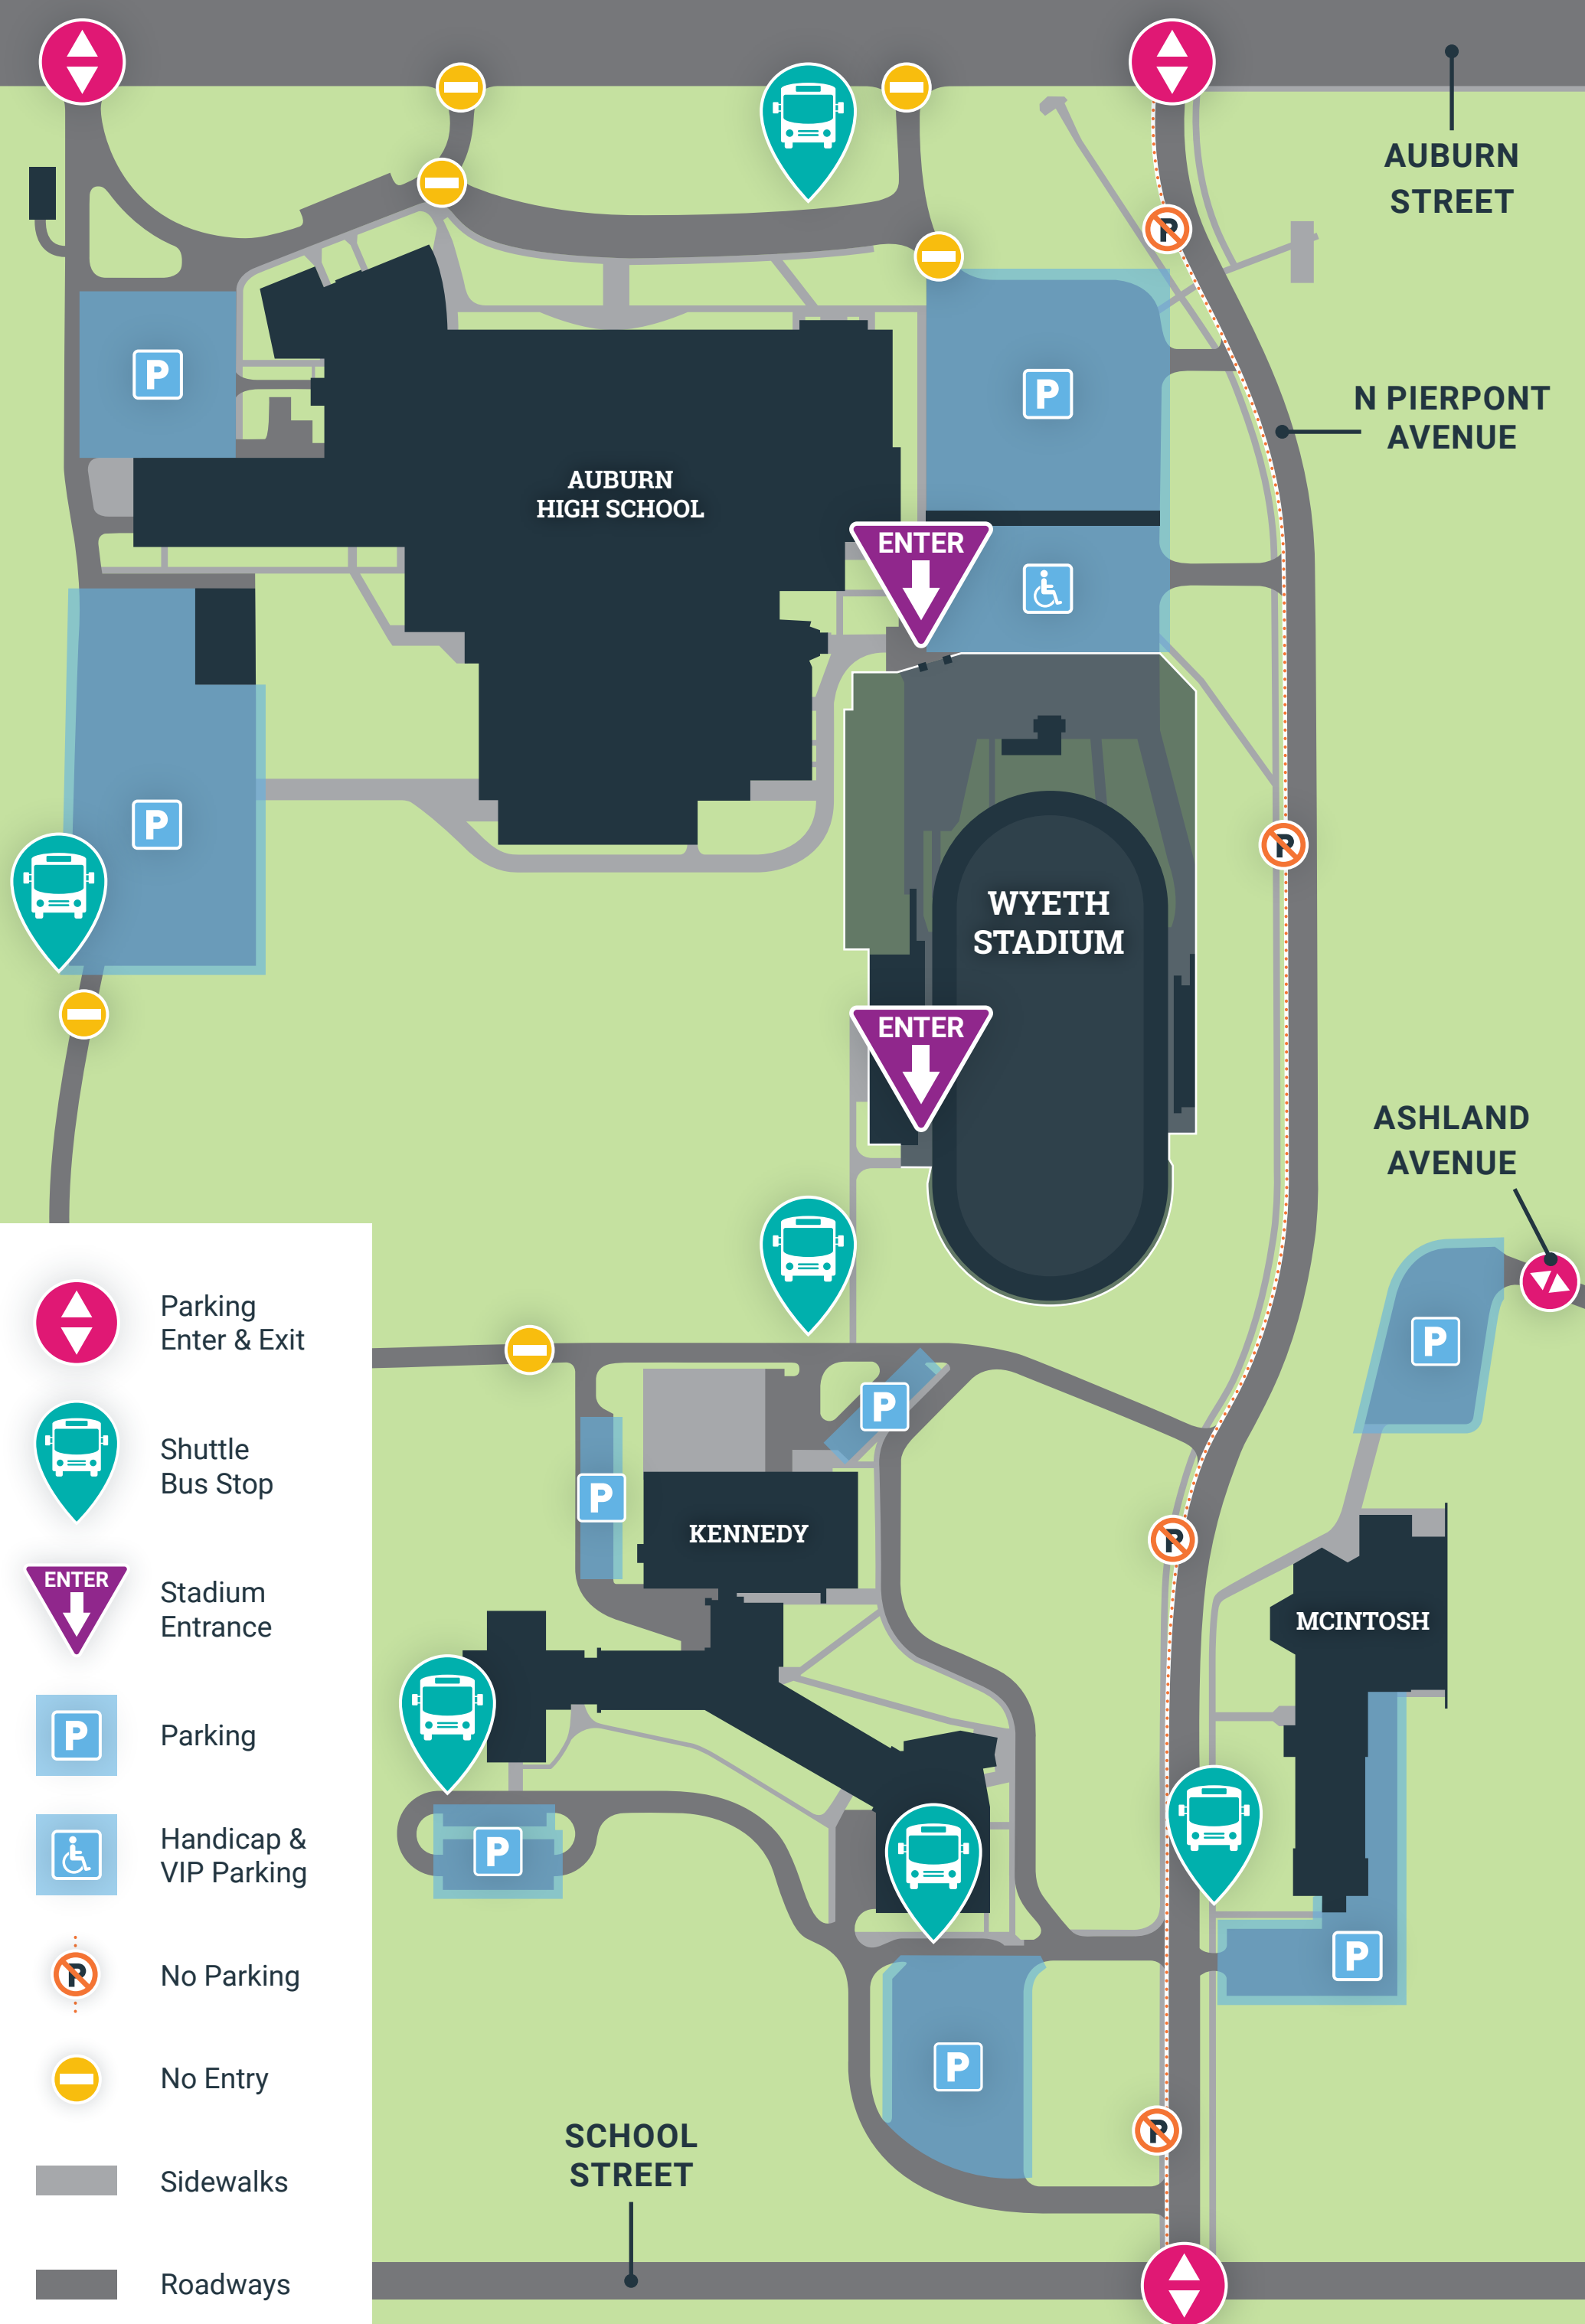 AUBURN
STREET
P
P
P
N PIERPONT
AVENUE
AUBURN
HIGH SCHOOL
ENTER
P
P
WYETH
STADIUM
ENTER
ASHLAND
AVENUE
P
P
P
KENNEDY
P
MCINTOSH
P
P
P
P
SCHOOL
STREET
Parking
Enter & Exit
Shuttle
Bus Stop
ENTER
Stadium
Entrance
P
Parking
Handicap &
VIP Parking
P
No Parking
No Entry
Sidewalks
Roadways